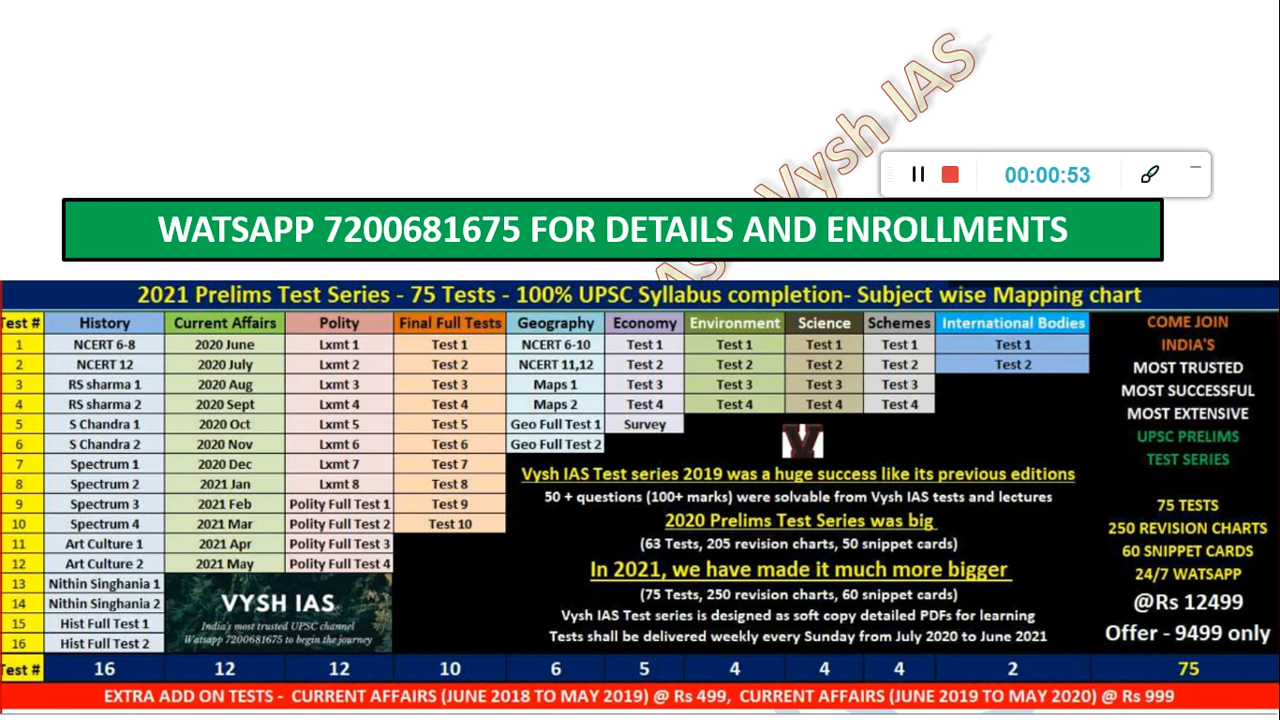 Vysh IAS
00:00:53
WATSAPP 7200681675 FOR DETAILS AND ENROLLMENTS
IAS
2021 Prelims Test Series - 75 Tests - 100% UPSC Syllabus completion- Subject wise Mapping chart
Test # History Current Affairs Polity Final Full Tests Geography Economy Environment Science Schemes International Bodies
1 NCERT 6-8 2020 June Lxmt 1 Test 1 NCERT 6-10 Test 1 Test 1 Test 1 Test 1 Test 1
2 NCERT 12 2020 July Lxmt 2 Test 2 NCERT 11,12 Test 2 Test 2 Test 2 Test 2 Test 2
3 RS sharma 1 2020 Aug Lxmt 3 Test 3 Maps 1 Test 3 Test 3 Test 3 Test 3
4 RS sharma 2 2020 Sept Lxmt 4 Test 4 Maps 2 Test 4 Test 4 Test 4 Test 4
5 S Chandra 1 2020 Oct Lxmt 5 Test 5 Geo Full Test 1 Survey
6 S Chandra 2 2020 Nov Lxmt 6 Test 6 Geo Full Test 2
7 Spectrum 1 2020 Dec Lxmt 7 Test 7
8 Spectrum 2 2021 Jan Lxmt 8 Test 8
9 Spectrum 3 2021 Feb Polity Full Test 1 Test 9
10 Spectrum 4 2021 Mar Polity Full Test 2 Test 10
11 Art Culture 1 2021 Apr Polity Full Test 3
12 Art Culture 2 2021 May Polity Full Test 4
13 Nithin Singhania 1
14 Nithin Singhania 2
15 Hist Full Test 1
16 Hist Full Test 2
VYSH IAS
India's most trusted UPSC channel
Watsapp 7200681675 to begin the journey
V
Vysh IAS Test series 2019 was a huge success like its previous editions
50 + questions (100+ marks) were solvable from Vysh IAS tests and lectures
2020 Prelims Test Series was big
(63 Tests, 205 revision charts, 50 snippet cards)
In 2021, we have made it much more bigger
(75 Tests, 250 revision charts, 60 snippet cards)
Vysh IAS Test series is designed as soft copy detailed PDFs for learning
Tests shall be delivered weekly every Sunday from July 2020 to June 2021
COME JOIN
INDIA'S
MOST TRUSTED
MOST SUCCESSFUL
MOST EXTENSIVE
UPSC PRELIMS
TEST SERIES
75 TESTS
250 REVISION CHARTS
60 SNIPPET CARDS
24/7 WATSAPP
@Rs 12499
Offer - 9499 only
Test # 16 12 12 10 6 5 4 4 4 2 75
EXTRA ADD ON TESTS - CURRENT AFFAIRS (JUNE 2018 TO MAY 2019) @ Rs 499, CURRENT AFFAIRS (JUNE 2019 TO MAY 2020) @ Rs 999